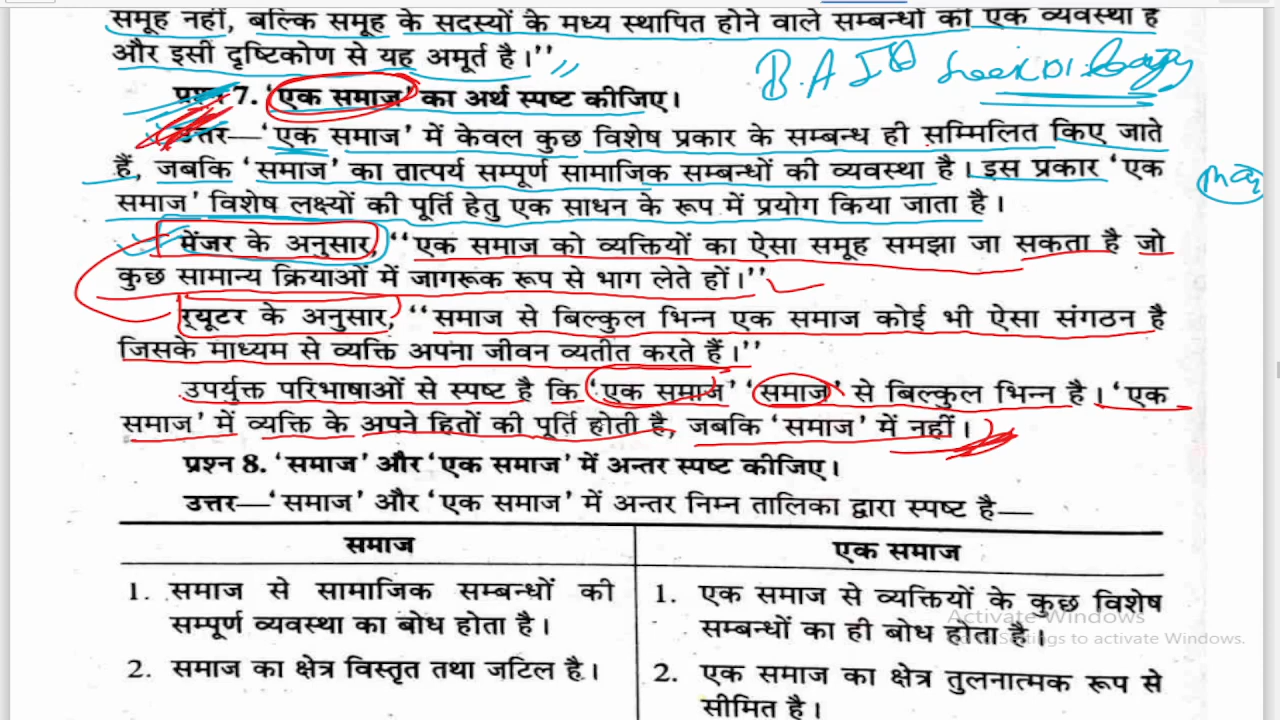 समूह नहीं, बल्कि समूह के सदस्यों के मध्य स्थापित होने वाले सम्बन्धों की एक व्यवस्था है
और इसी दृष्टिकोण से यह अमूर्त है।''
B.A I
प्रश्न 7. 'एक समाज' का अर्थ स्पष्ट कीजिए।
उत्तर—'एक समाज' में केवल कुछ विशेष प्रकार के सम्बन्ध ही सम्मिलित किए जाते
हैं, जबकि 'समाज' का तात्पर्य सम्पूर्ण सामाजिक सम्बन्धों की व्यवस्था है। इस प्रकार 'एक
समाज' विशेष लक्ष्यों की पूर्ति हेतु एक साधन के रूप में प्रयोग किया जाता है।
मेंजर के अनुसार, ''एक समाज को व्यक्तियों का ऐसा समूह समझा जा सकता है जो
कुछ सामान्य क्रियाओं में जागरूक रूप से भाग लेते हों।''
र्यूटर के अनुसार, ''समाज से बिल्कुल भिन्न एक समाज कोई भी ऐसा संगठन है
जिसके माध्यम से व्यक्ति अपना जीवन व्यतीत करते हैं।''
उपर्युक्त परिभाषाओं से स्पष्ट है कि 'एक समाज' 'समाज' से बिल्कुल भिन्न है। 'एक
समाज' में व्यक्ति के अपने हितों की पूर्ति होती है, जबकि 'समाज' में नहीं।
प्रश्न 8. 'समाज' और 'एक समाज' में अन्तर स्पष्ट कीजिए।
उत्तर—'समाज' और 'एक समाज' में अन्तर निम्न तालिका द्वारा स्पष्ट है—
समाज
1. समाज से सामाजिक सम्बन्धों की
सम्पूर्ण व्यवस्था का बोध होता है।
2. समाज का क्षेत्र विस्तृत तथा जटिल है।
एक समाज
1. एक समाज से व्यक्तियों के कुछ विशेष
सम्बन्धों का ही बोध होता है।
2. एक समाज का क्षेत्र तुलनात्मक रूप से
सीमित है।
Activate Windows
Settings to activate Windows.